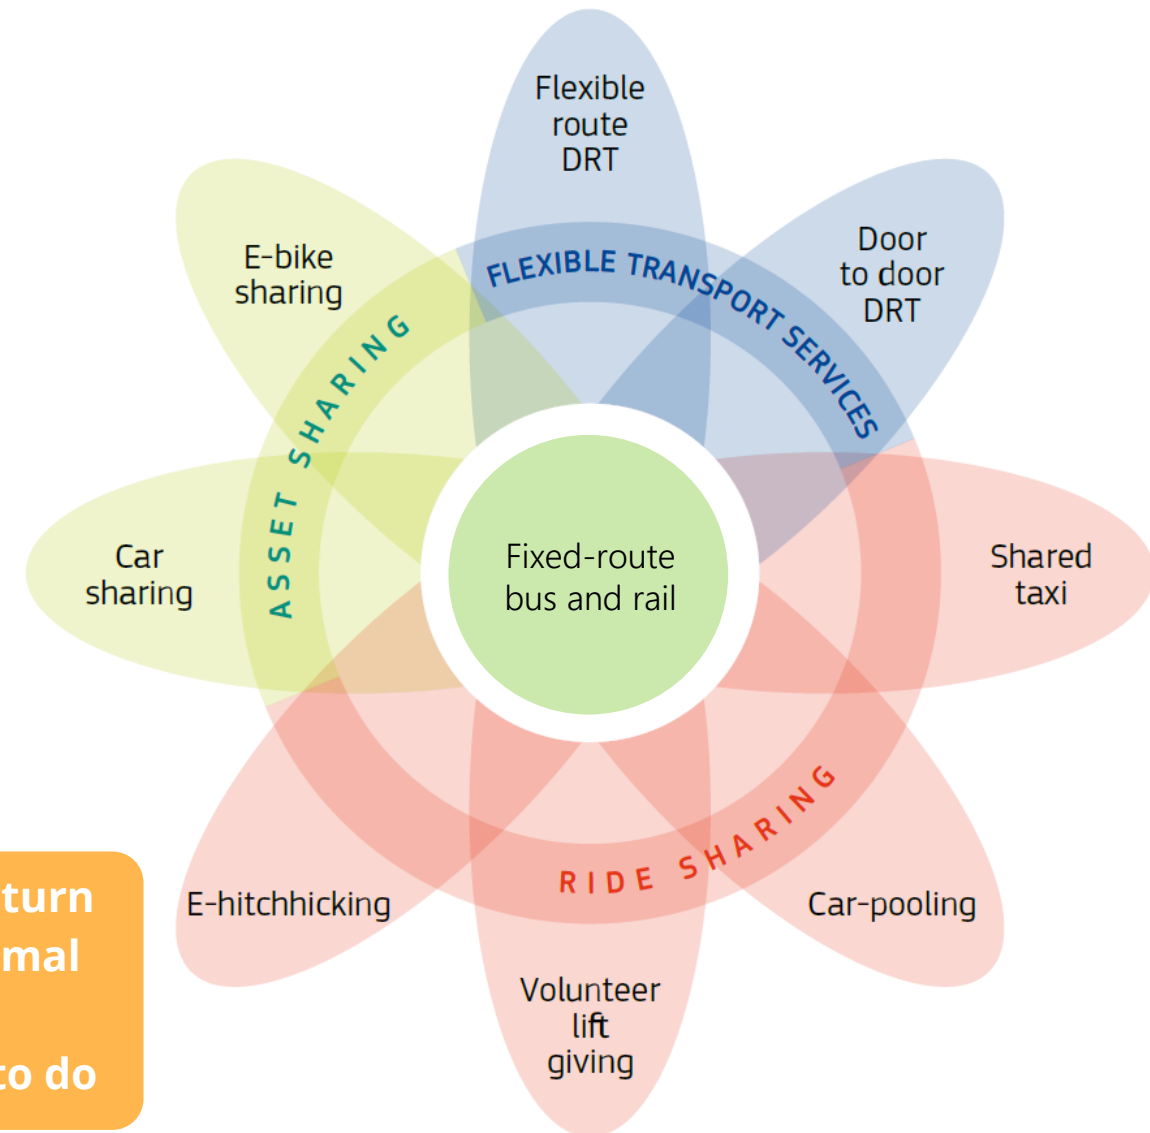 Flexible
route
DRT
Door
to door
DRT
E-bike
sharing
FLEXIBLE TRANSPORT SERVICES
ASSET SHARING
Car
sharing
Fixed-route
bus and rail
Shared
taxi
RIDE SHARING
E-hitchhicking
Car-pooling
Volunteer
lift
giving
turn
mal
to do